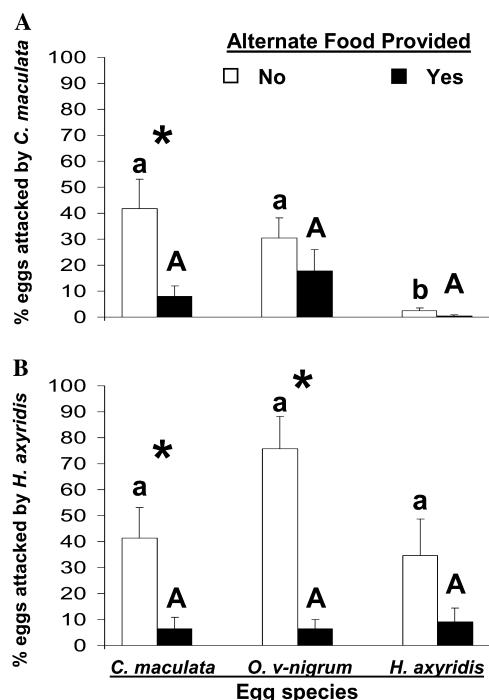 A
Alternate Food Provided
No Yes
% eggs attacked by C. maculata
100
90
80
70
60
50
40
30
20
10
0
a * A
a A
b A
B
% eggs attacked by H. axyridis
100
90
80
70
60
50
40
30
20
10
0
a * A
a * A
a A
C. maculata O. v-nigrum H. axyridis
Egg species